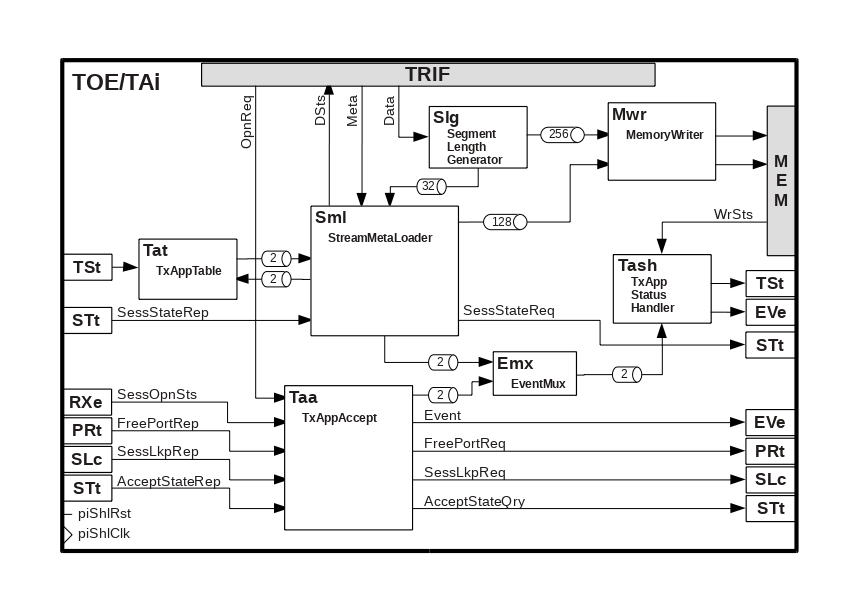 TRIF
TOE/TAi
OpnReq
DSts
Meta
Data
Slg
Segment
Length
Generator
256
Mwr
MemoryWriter
M
E
M
32
Sml
StreamMetaLoader
128
WrSts
Tat
TxAppTable
2
2
TSt
Tash
TxApp
Status
Handler
TSt
EVe
STt
SessStateRep
STt
SessStateReq
2
Emx
EventMux
2
2
RXe
SessOpnSts
PRt
FreePortRep
SLc
SessLkpRep
STt
AcceptStateRep
Taa
TxAppAccept
Event
EVe
FreePortReq
PRt
SessLkpReq
SLc
AcceptStateQry
STt
piShlRst
piShlClk